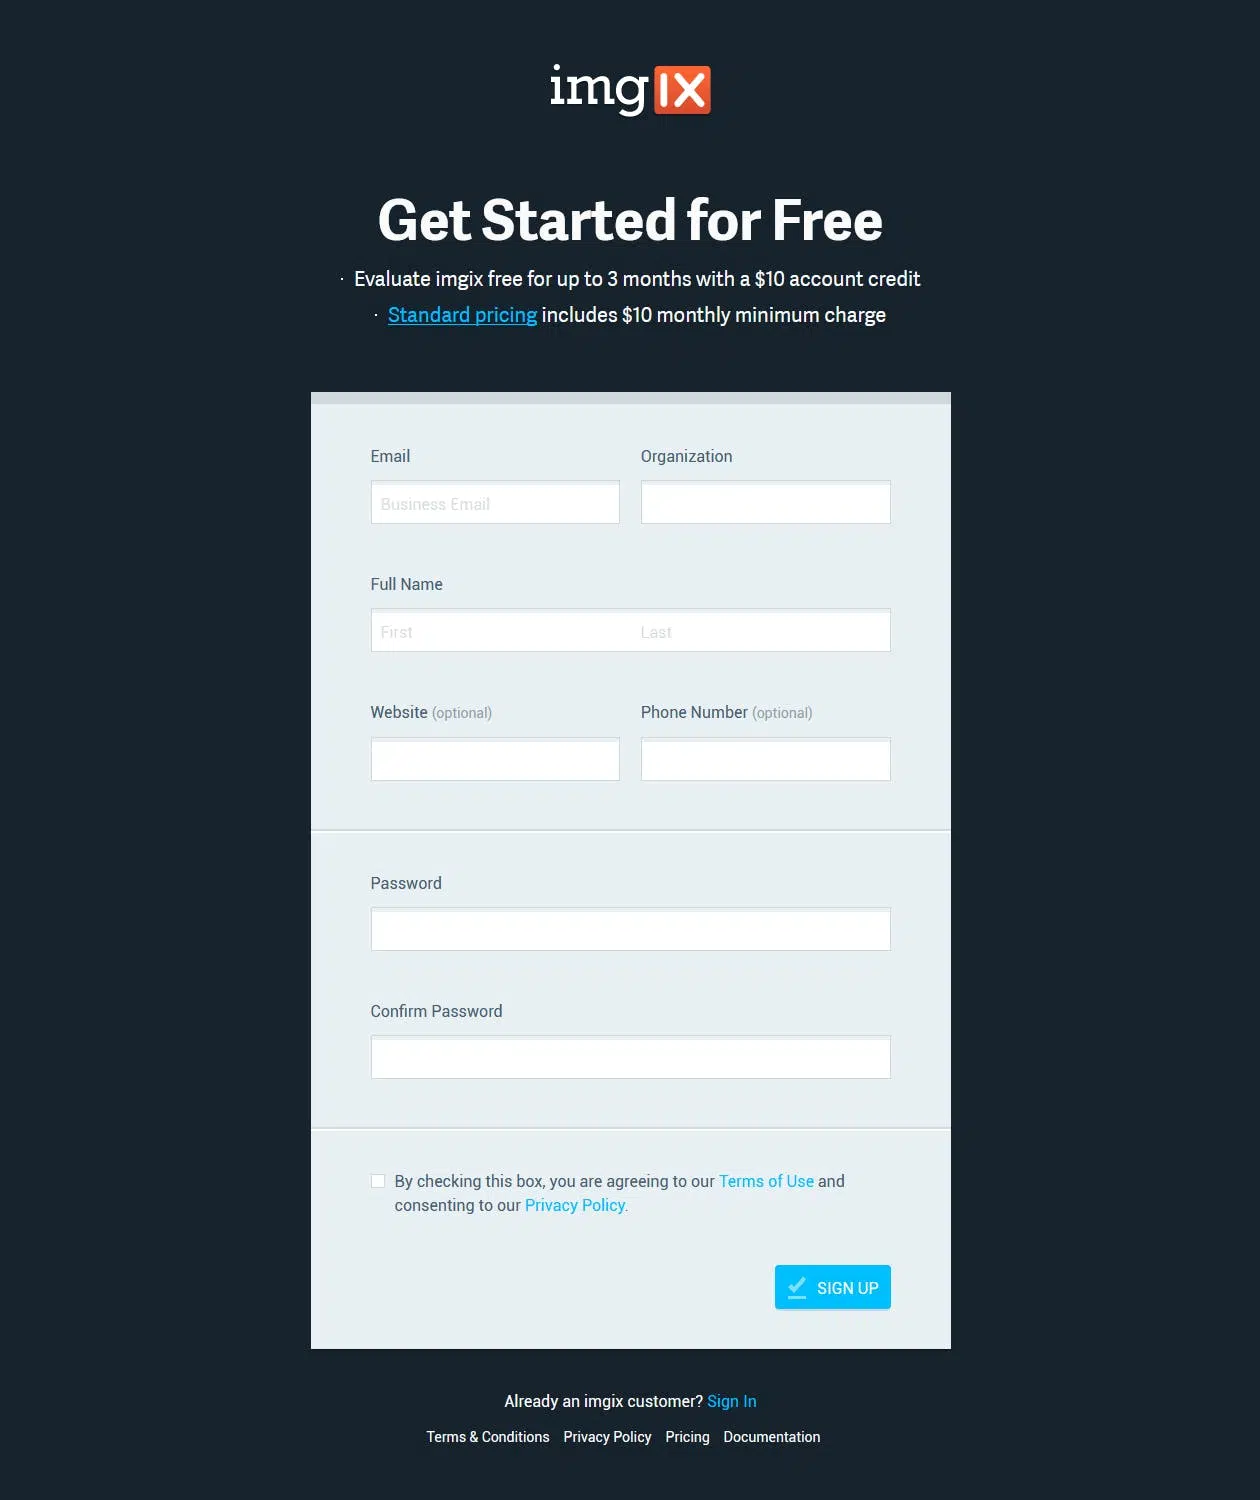 imgIX
Get Started for Free
· Evaluate imgix free for up to 3 months with a $10 account credit
· Standard pricing includes $10 monthly minimum charge
Email Organization
Business Email
Full Name
First Last
Website (optional) Phone Number (optional)
Password
Confirm Password
By checking this box, you are agreeing to our Terms of Use and
consenting to our Privacy Policy.
SIGN UP
Already an imgix customer? Sign In
Terms & Conditions Privacy Policy Pricing Documentation